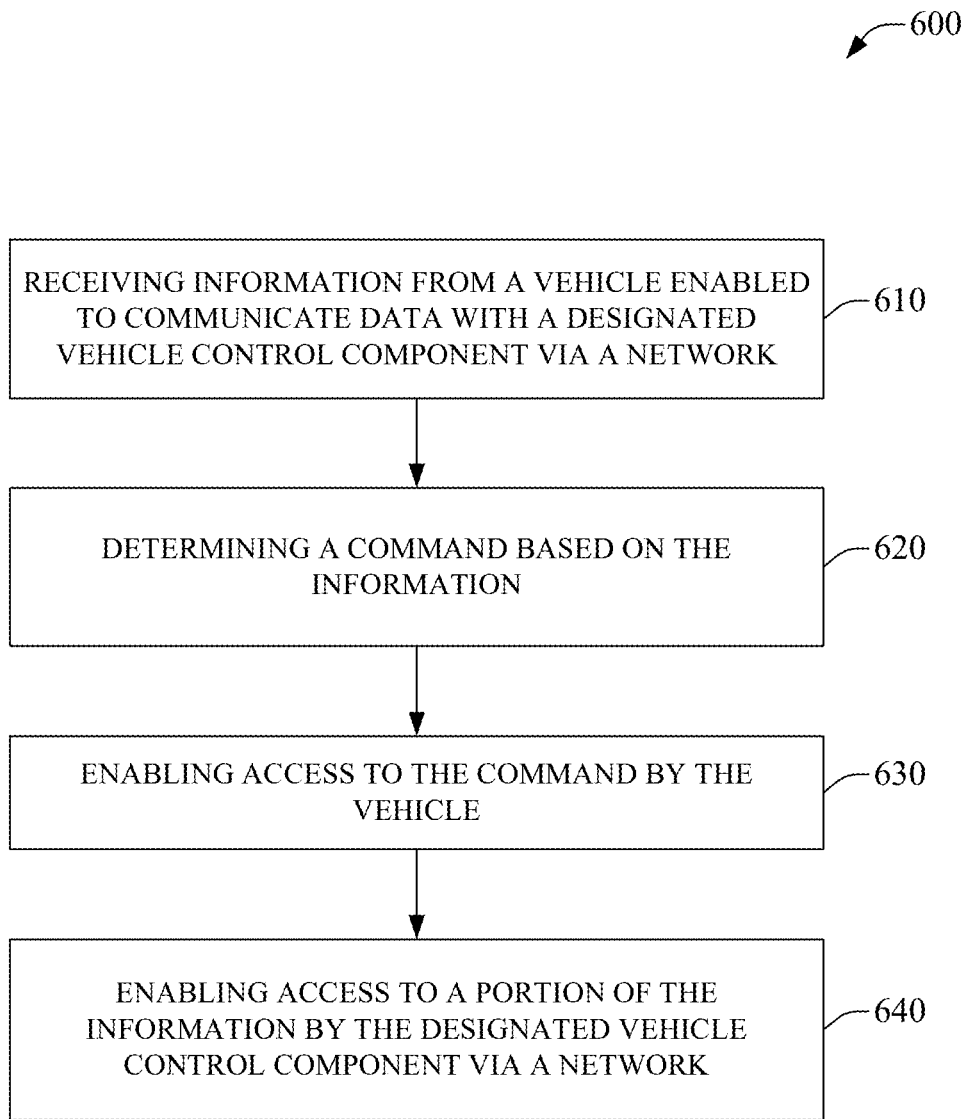 600
RECEIVING INFORMATION FROM A VEHICLE ENABLED
TO COMMUNICATE DATA WITH A DESIGNATED
VEHICLE CONTROL COMPONENT VIA A NETWORK
610
DETERMINING A COMMAND BASED ON THE
INFORMATION
620
ENABLING ACCESS TO THE COMMAND BY THE
VEHICLE
630
ENABLING ACCESS TO A PORTION OF THE
INFORMATION BY THE DESIGNATED VEHICLE
CONTROL COMPONENT VIA A NETWORK
640